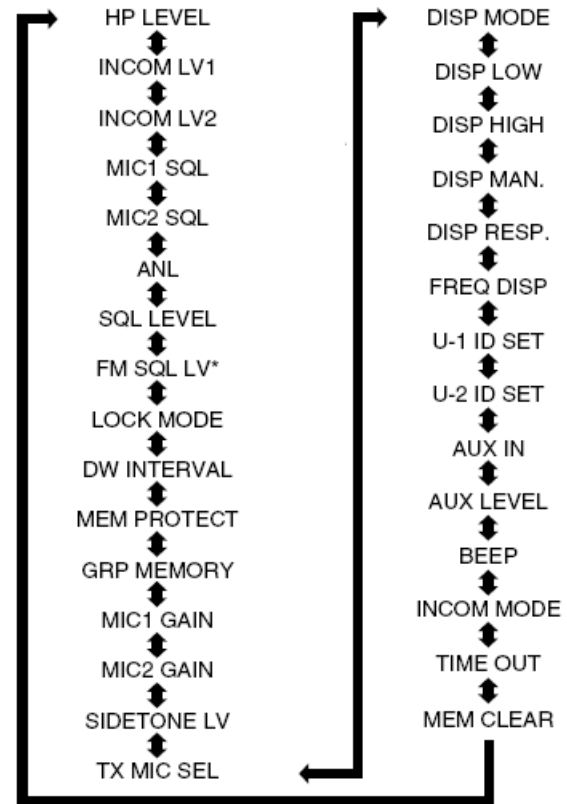 HP LEVEL
INCOM LV1
INCOM LV2
MIC1 SQL
MIC2 SQL
ANL
SQL LEVEL
FM SQL LV*
LOCK MODE
DW INTERVAL
MEM PROTECT
GRP MEMORY
MIC1 GAIN
MIC2 GAIN
SIDETONE LV
TX MIC SEL
DISP MODE
DISP LOW
DISP HIGH
DISP MAN.
DISP RESP.
FREQ DISP
U-1 ID SET
U-2 ID SET
AUX IN
AUX LEVEL
BEEP
INCOM MODE
TIME OUT
MEM CLEAR